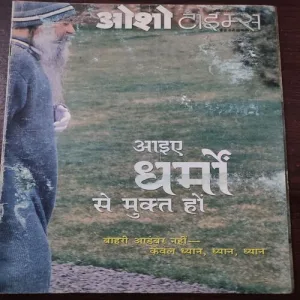 ओशो टाइम्स
आइए
धर्मों
से मुक्त हों
बाहरी आडंबर नहीं—
केवल ध्यान, ध्यान, ध्यान